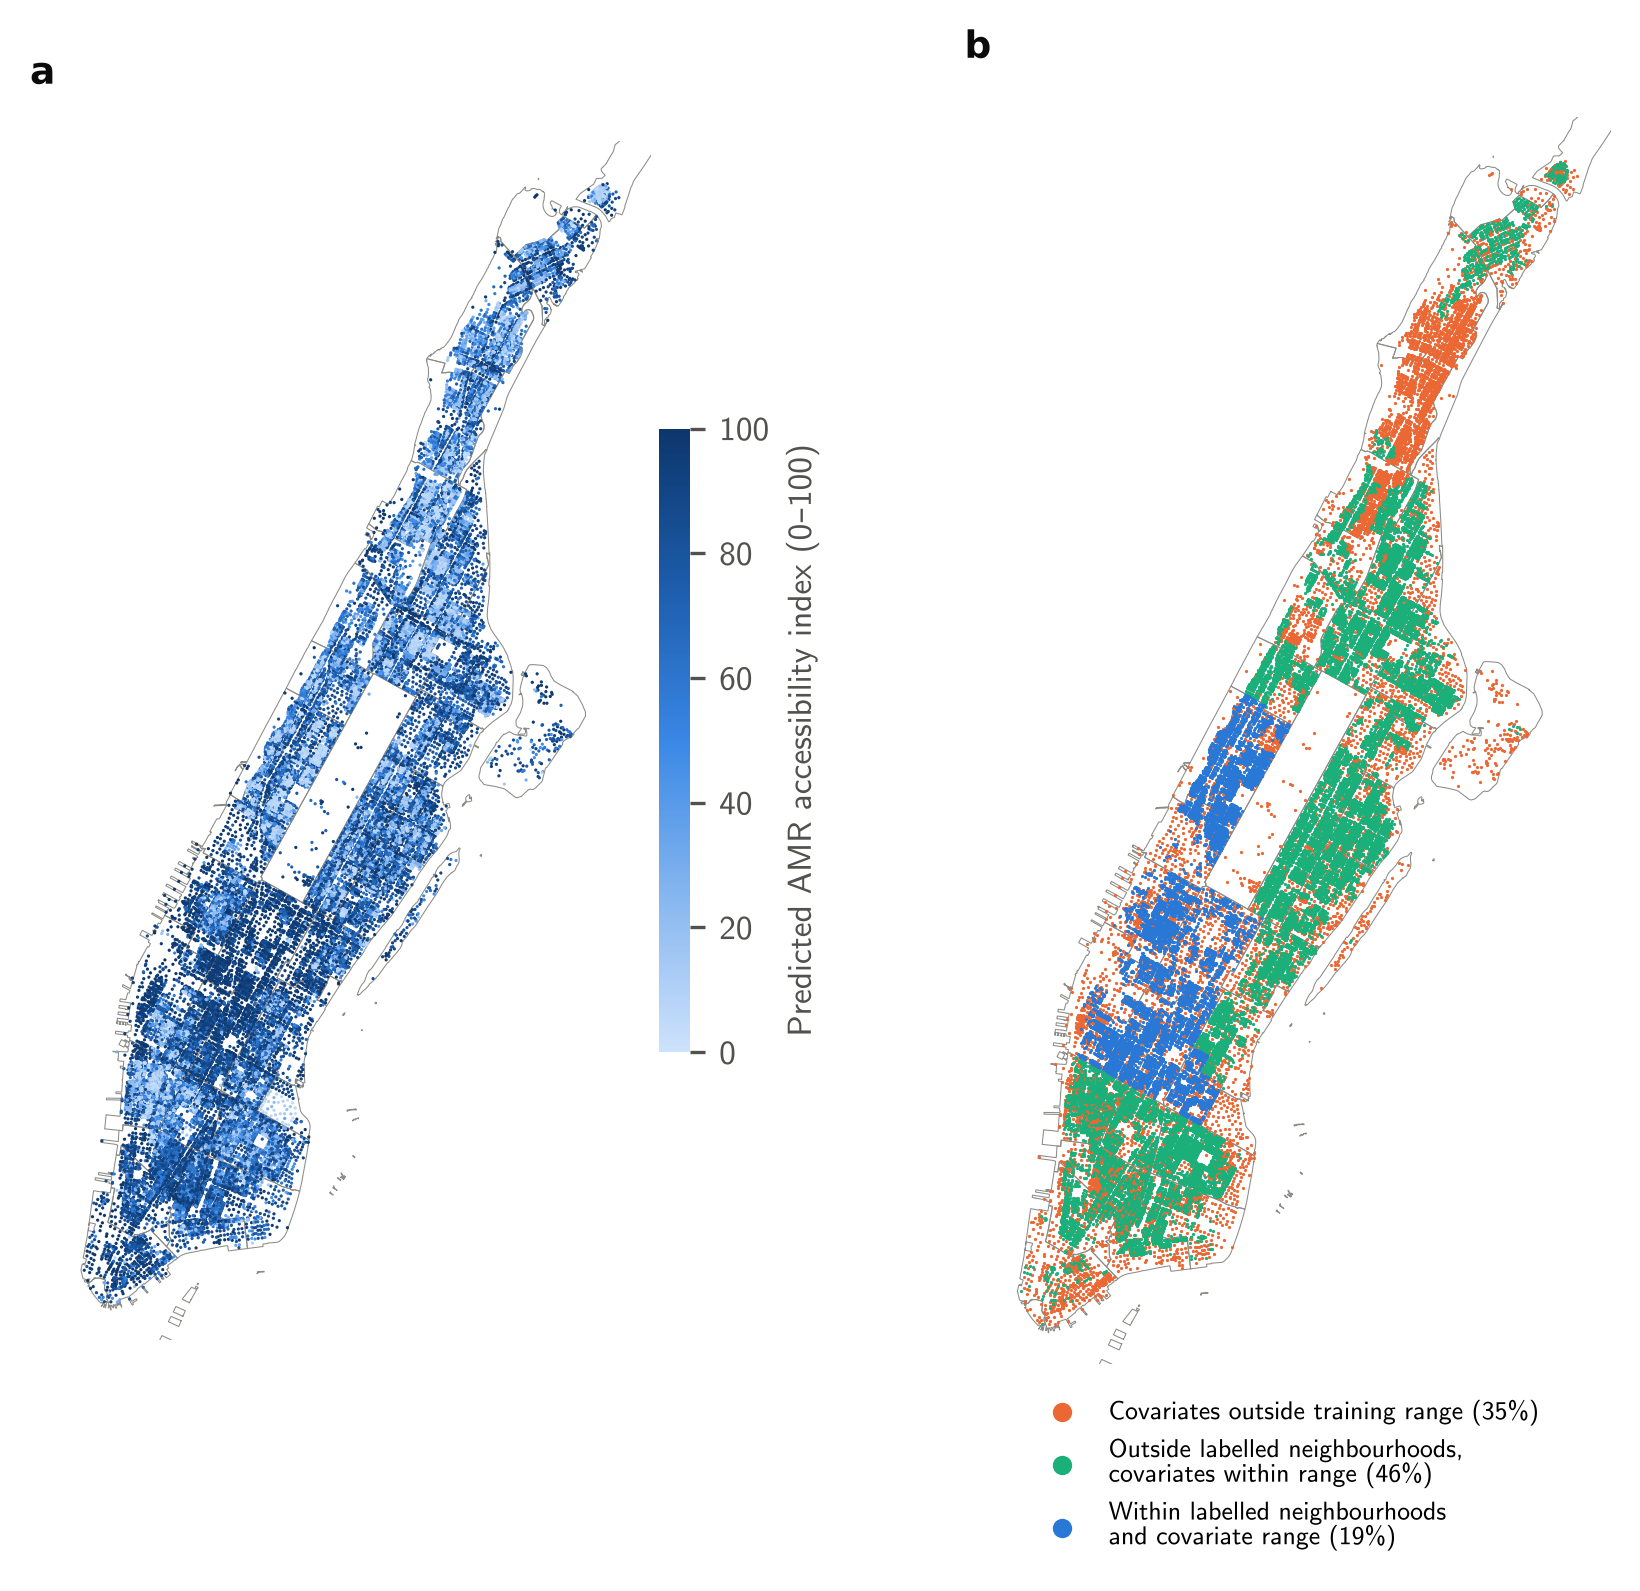 a
b
100
80
60
40
20
0
Predicted AMR accessibility index (0–100)
Covariates outside training range (35%)
Outside labelled neighbourhoods,
covariates within range (46%)
Within labelled neighbourhoods
and covariate range (19%)